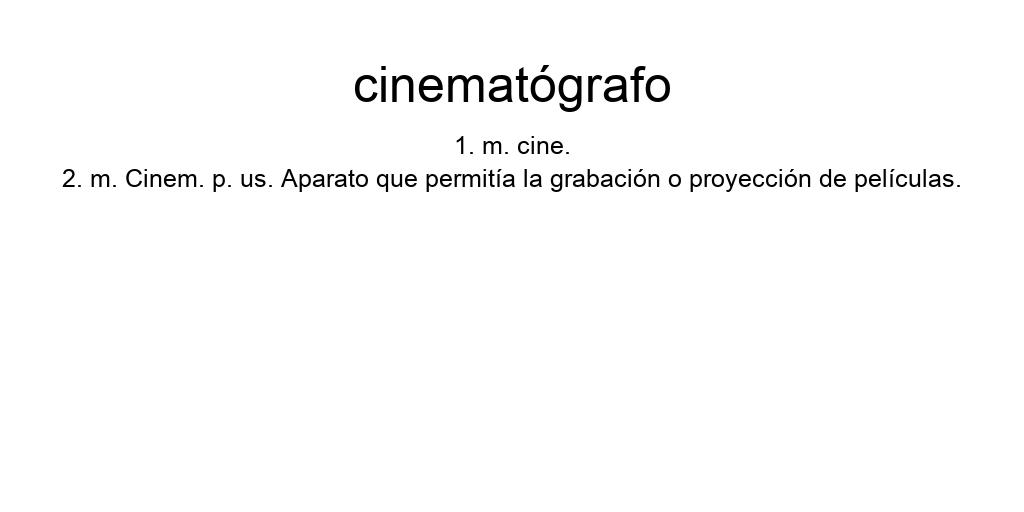 cinematógrafo
1. m. cine.
2. m. Cinem. p. us. Aparato que permitía la grabación o proyección de películas.